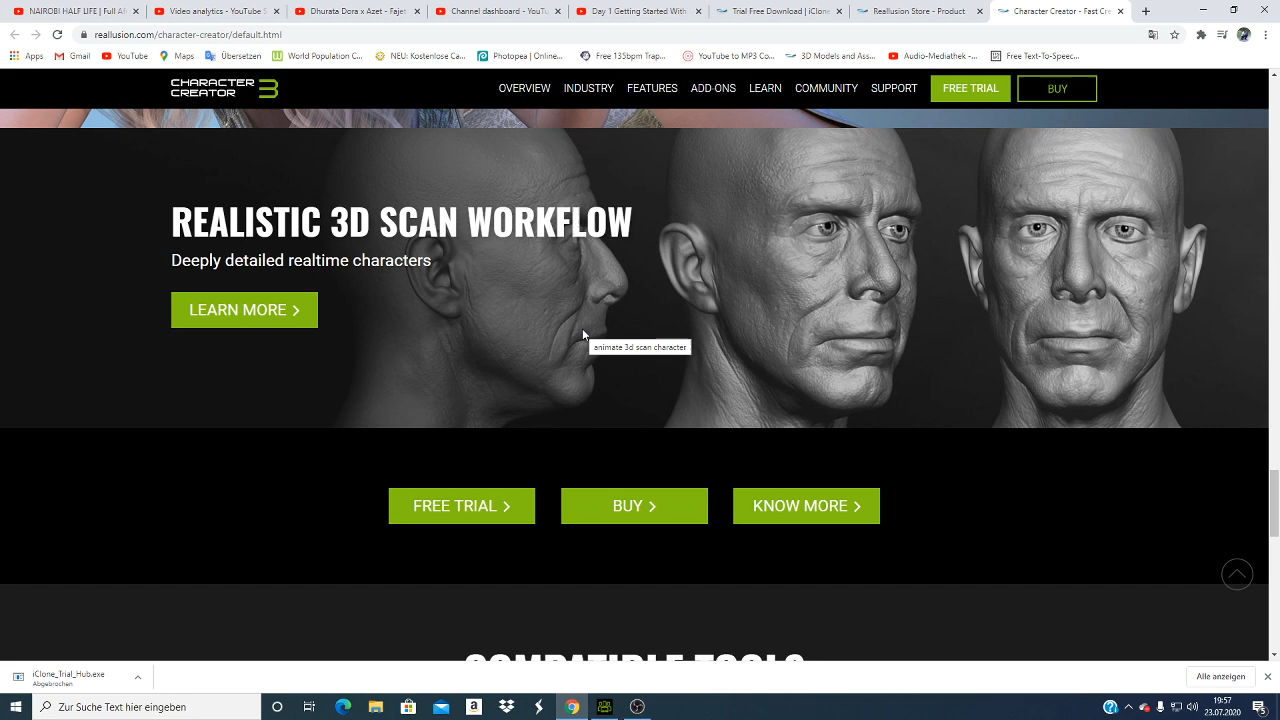 NAIROBI HALF LIFE | Full Af
Video analytics - YouTube S
Dhurata Dora x Azet - Fajet
Channel dashboard - YouTu
Day 1 Getting Started With
Trial Free Download | iClone
Reallusion Store - Product
Character Maker - Fast Cre
reallusion.com/character-creator/default.html
Apps
Gmail
YouTube
Maps
Übersetzen
World Population C...
NEU: Kostenlose G...
Photopea | Online...
Free 135bpm Trap...
YouTube to MP3 Co...
3D Models and Ass...
Audio-Mediathek -...
Free Text-To-Speec...
CHARACTER
CREATOR 3
OVERVIEW
INDUSTRY
FEATURES
ADD-ONS
LEARN
COMMUNITY
SUPPORT
FREE TRIAL
BUY
REALISTIC 3D SCAN WORKFLOW
Deeply detailed realtime characters
LEARN MORE
animate 3d scan character
FREE TRIAL
BUY
KNOW MORE
COMPATIBLE TOOLS
iClone_Trial_Hub.exe
Abgebrochen
Alle anzeigen
Zur Suche Text hier eingeben
19:57
23.07.2020